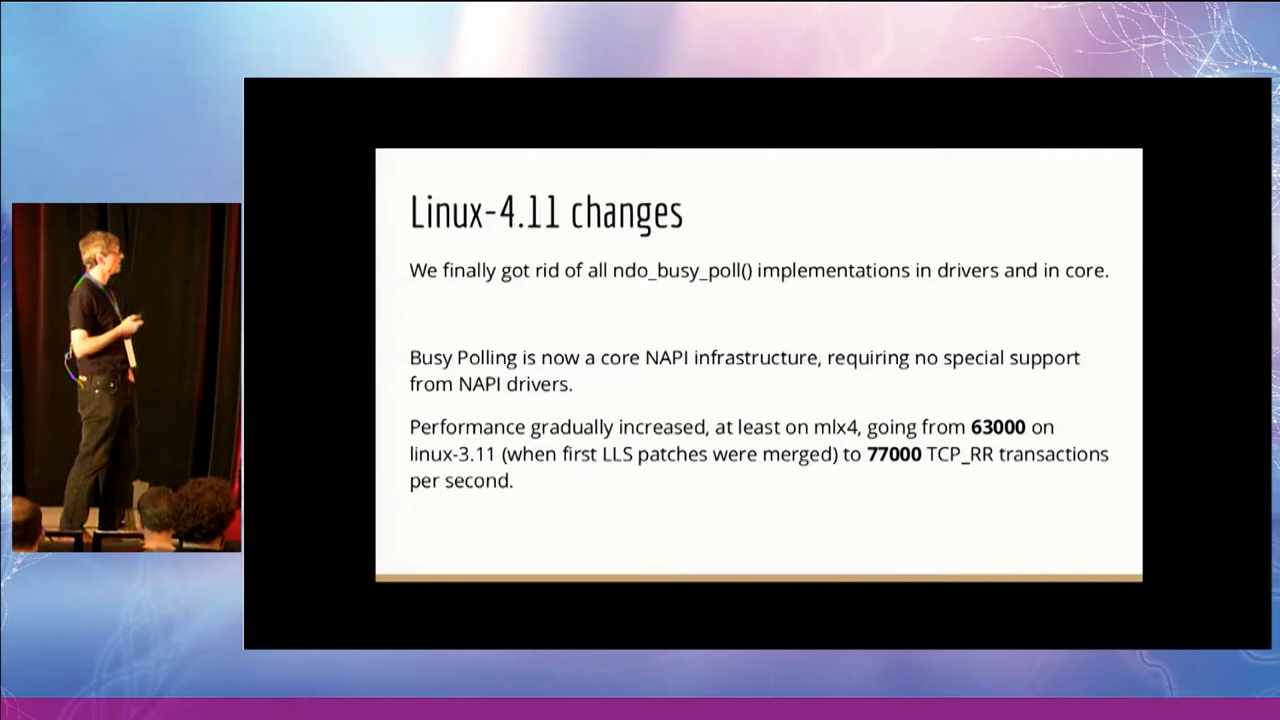 Linux-4.11 changes
We finally got rid of all ndo_busy_poll() implementations in drivers and in core.
Busy Polling is now a core NAPI infrastructure, requiring no special support
from NAPI drivers.
Performance gradually increased, at least on mlx4, going from 63000 on
linux-3.11 (when first LLS patches were merged) to 77000 TCP_RR transactions
per second.